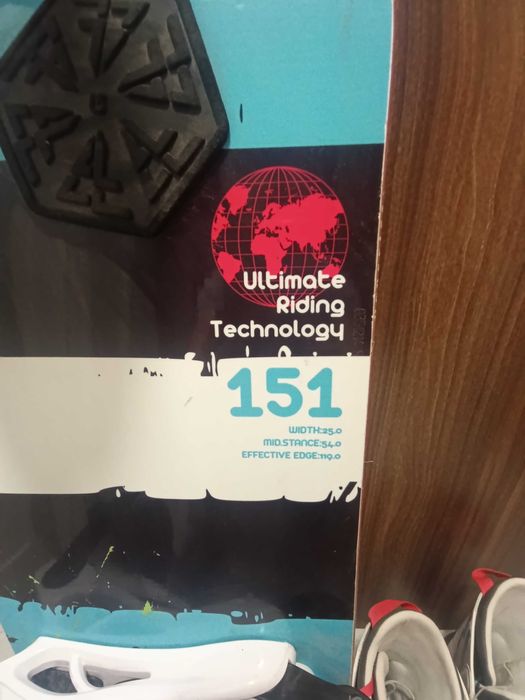 Ultimate
Riding
Technology
151
WIDTH:25.0
MID.STANCE:54.0
EFFECTIVE EDGE:119.0